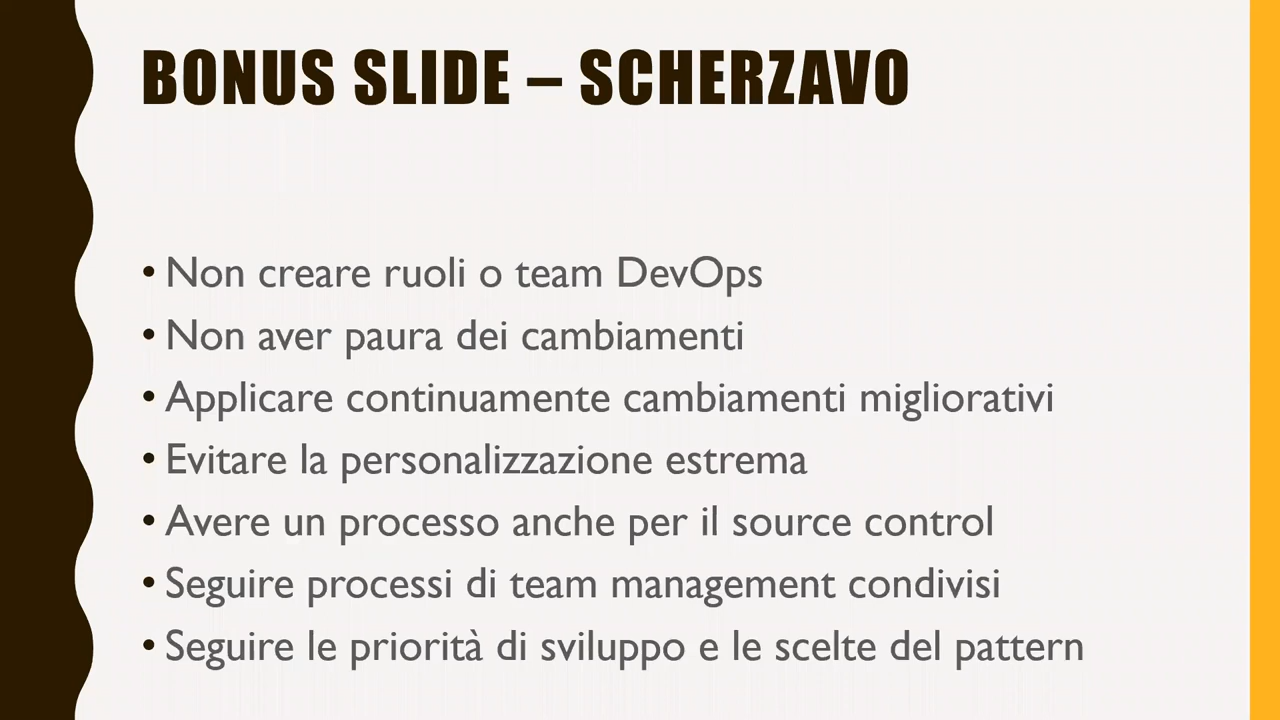 BONUS SLIDE – SCHERZAVO
• Non creare ruoli o team DevOps
• Non aver paura dei cambiamenti
• Applicare continuamente cambiamenti migliorativi
• Evitare la personalizzazione estrema
• Avere un processo anche per il source control
• Seguire processi di team management condivisi
• Seguire le priorità di sviluppo e le scelte del pattern